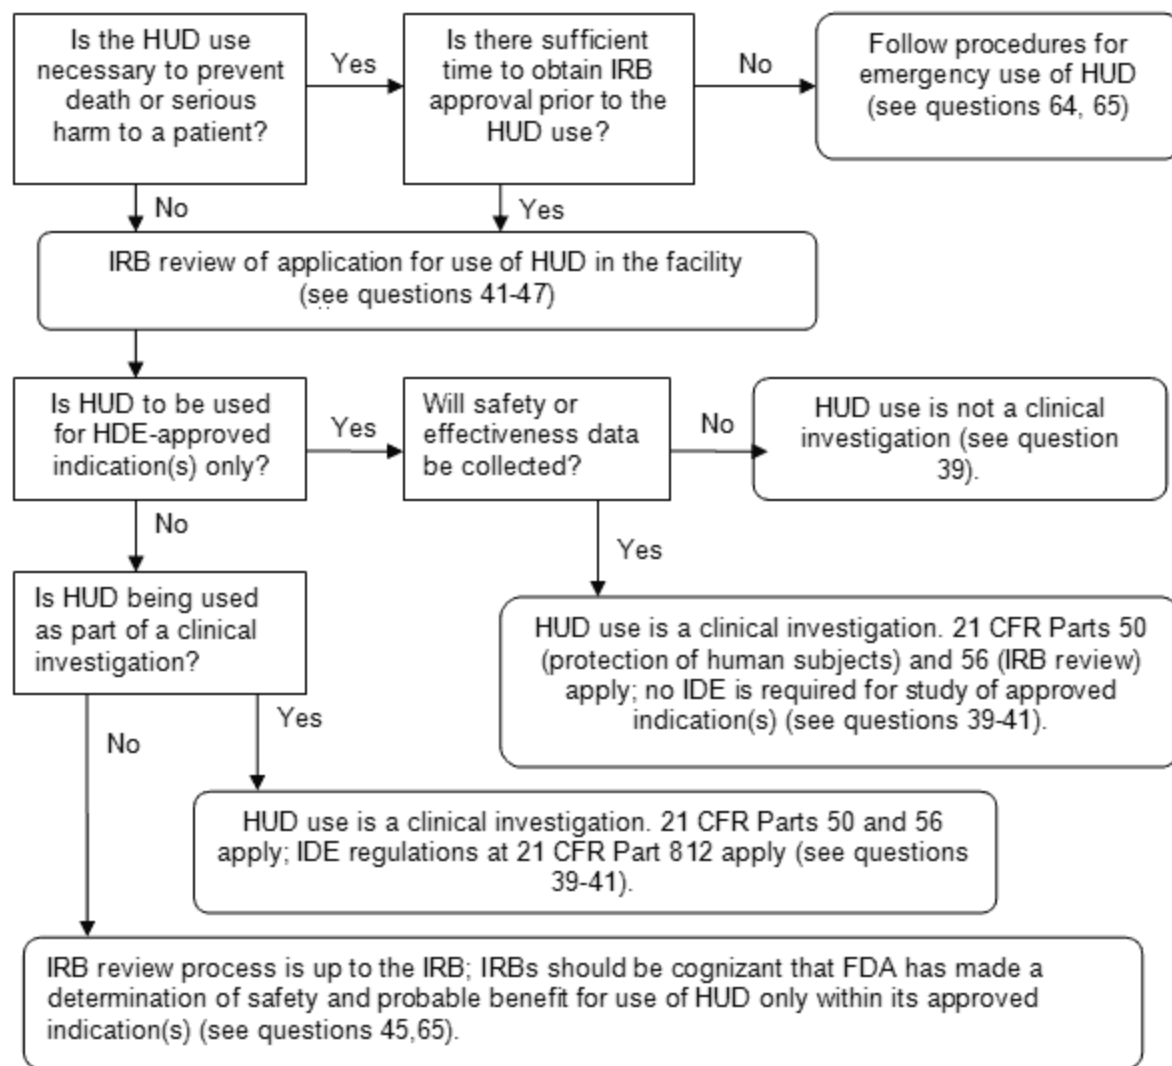 Is the HUD use
necessary to prevent
death or serious
harm to a patient?
Yes
Is there sufficient
time to obtain IRB
approval prior to the
HUD use?
No
Follow procedures for
emergency use of HUD
(see questions 64, 65)
No
Yes
IRB review of application for use of HUD in the facility
(see questions 41-47)
Is HUD to be used
for HDE-approved
indication(s) only?
Yes
Will safety or
effectiveness data
be collected?
No
HUD use is not a clinical
investigation (see question
39).
No
Yes
Is HUD being used
as part of a clinical
investigation?
HUD use is a clinical investigation. 21 CFR Parts 50
(protection of human subjects) and 56 (IRB review)
apply; no IDE is required for study of approved
indication(s) (see questions 39-41).
No
Yes
HUD use is a clinical investigation. 21 CFR Parts 50 and 56
apply; IDE regulations at 21 CFR Part 812 apply (see questions
39-41).
IRB review process is up to the IRB; IRBs should be cognizant that FDA has made a
determination of safety and probable benefit for use of HUD only within its approved
indication(s) (see questions 45,65).